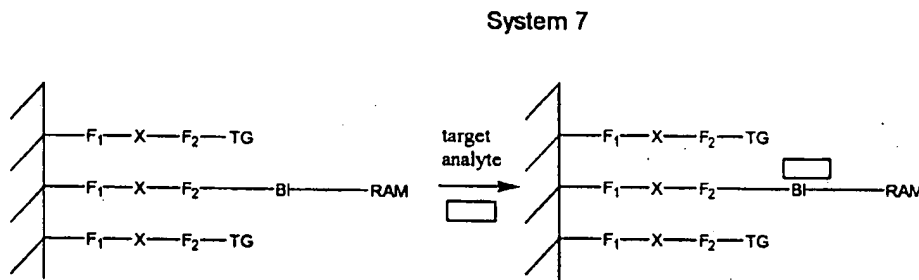 System 7
F₁—X—F₂—TG
F₁—X—F₂—BI—RAM
F₁—X—F₂—TG
target
analyte
F₁—X—F₂—TG
F₁—X—F₂—BI—RAM
F₁—X—F₂—TG